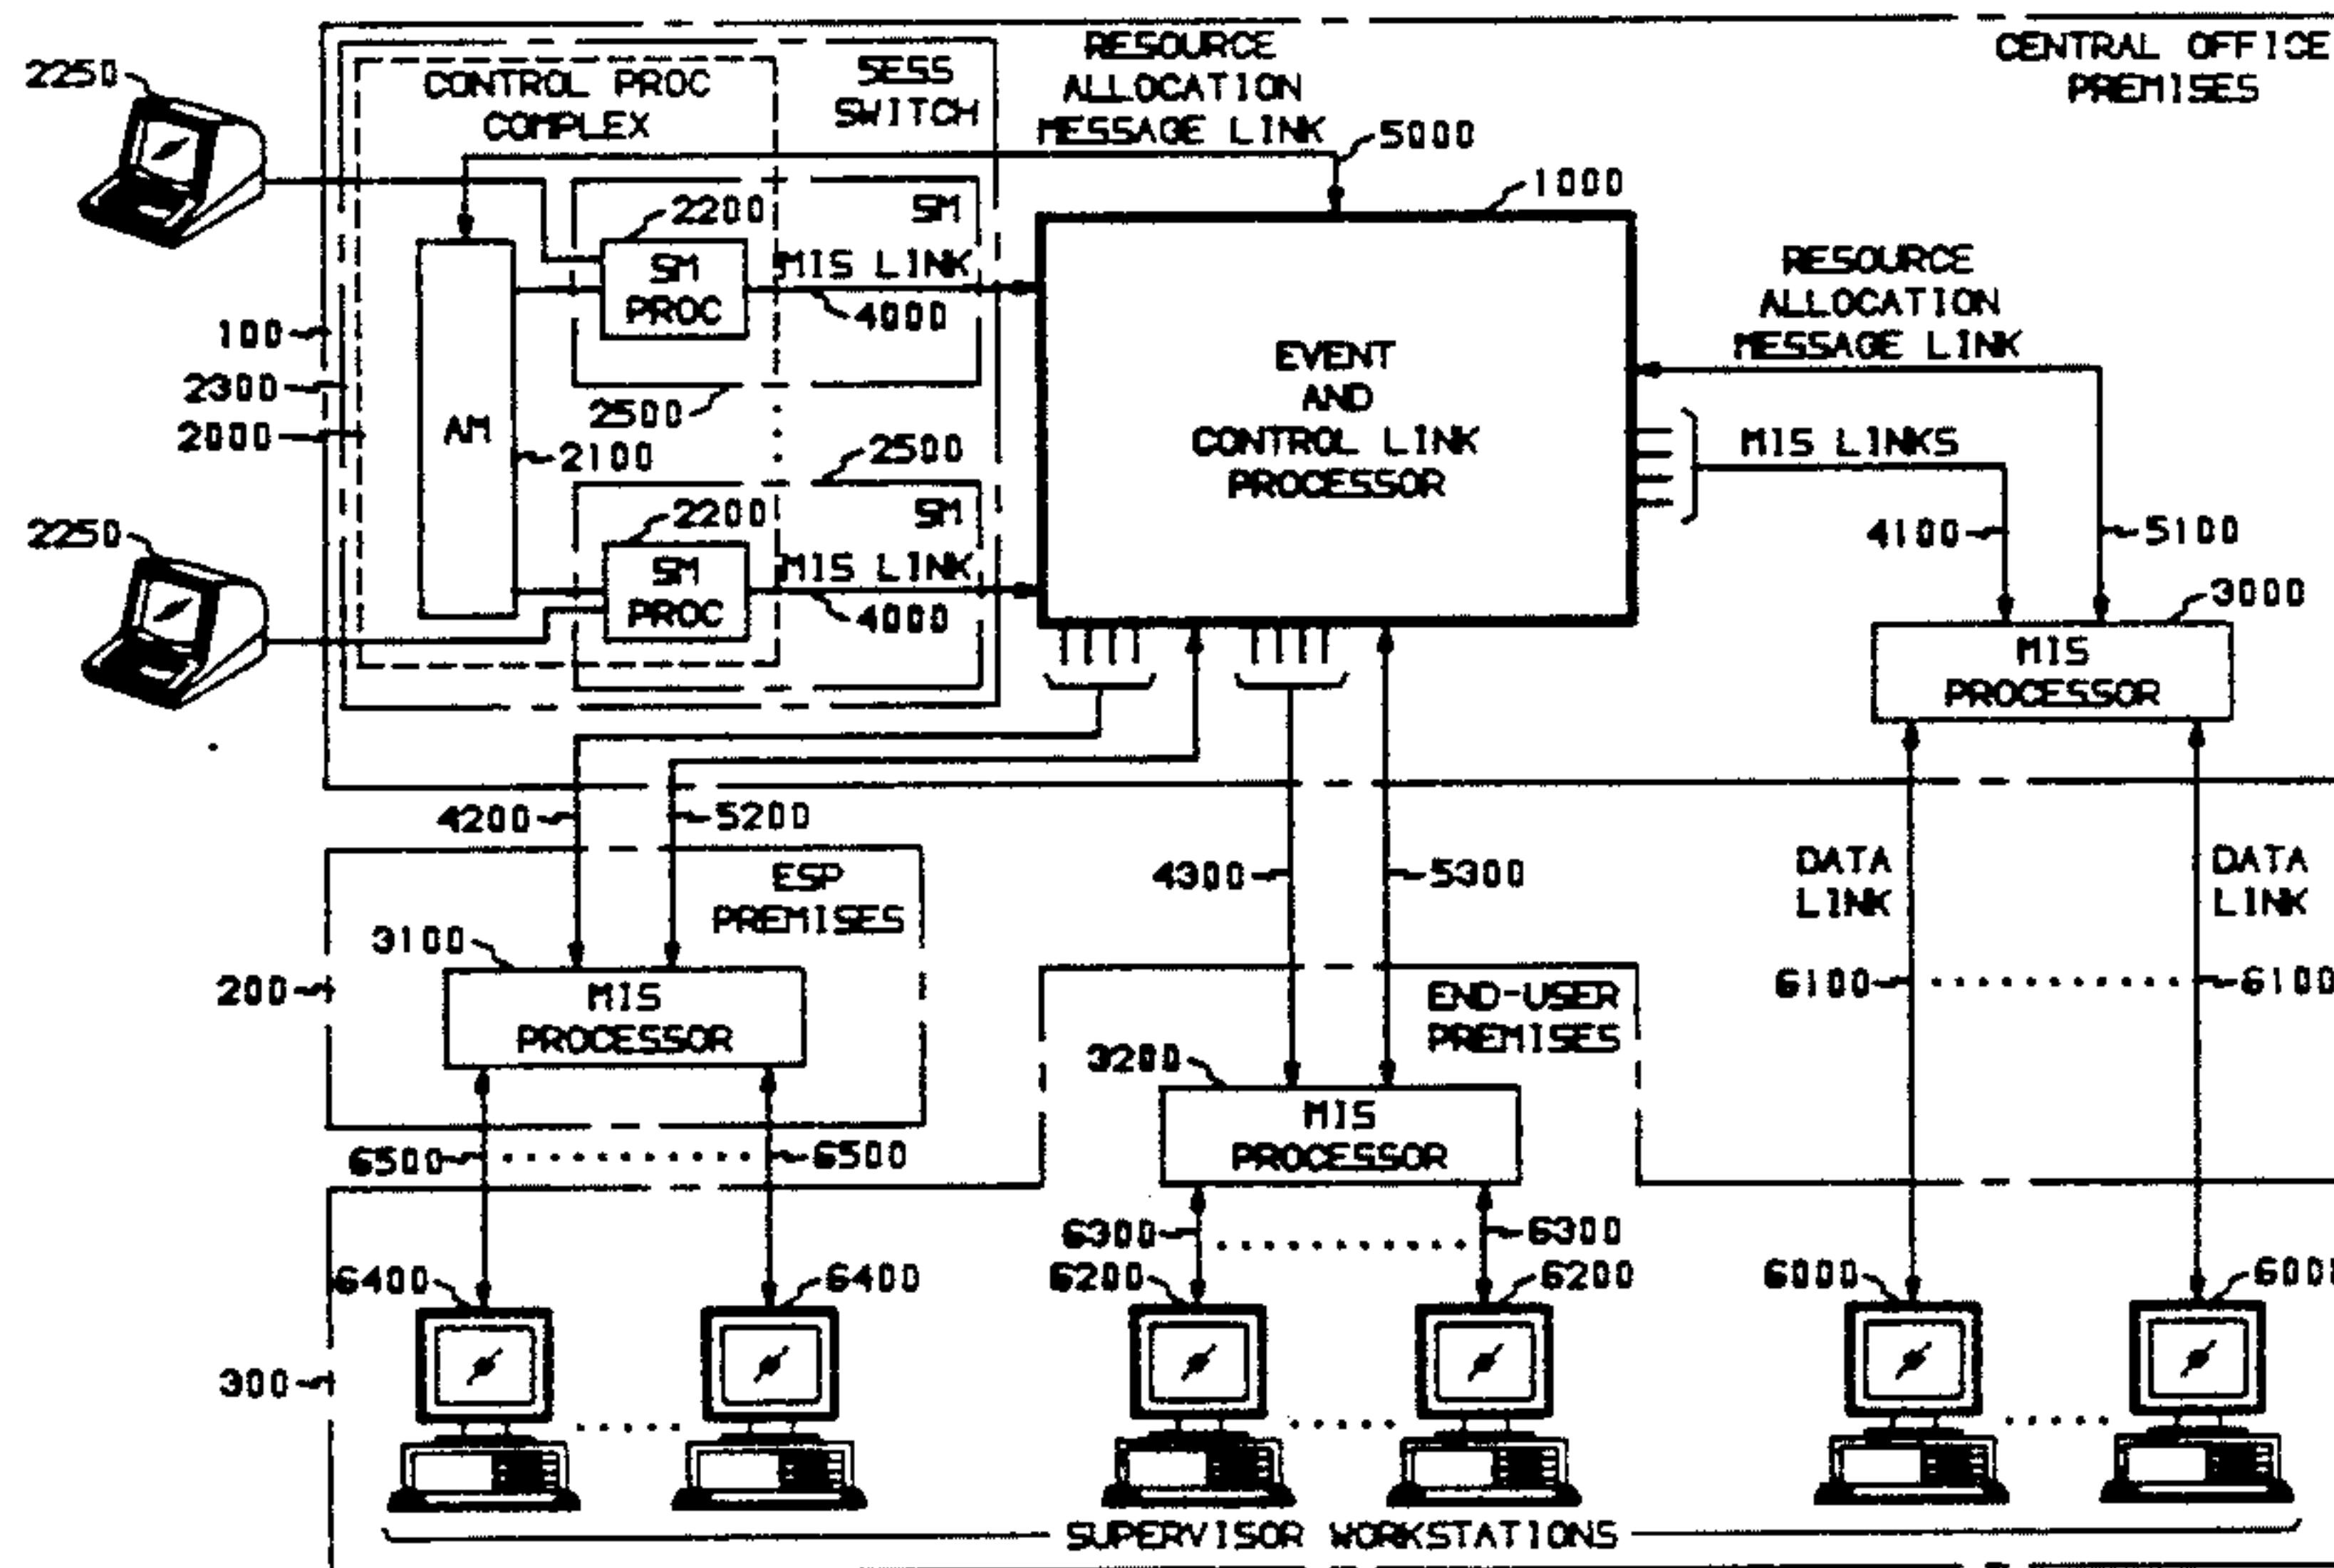 RESOURCE
ALLOCATION
MESSAGE LINK
CENTRAL OFFICE
PREMISES
2250
CONTROL PROC
COMPLEX
5ESS
SWITCH
5000
1000
2200
SM
SM
PROC
MIS LINK
4000
100
2300
2000
2500
AM
2100
2500
2200
SM
SM
PROC
MIS LINK
4000
2250
EVENT
AND
CONTROL LINK
PROCESSOR
RESOURCE
ALLOCATION
MESSAGE LINK
MIS LINKS
4100
5100
3000
MIS
PROCESSOR
4200
5200
4300
5300
DATA
LINK
DATA
LINK
ESP
PREMISES
3100
200
MIS
PROCESSOR
6100
6100
END-USER
PREMISES
3200
MIS
PROCESSOR
6500
6500
6300
6300
6400
6400
6200
6200
6000
6000
300
SUPERVISOR WORKSTATIONS